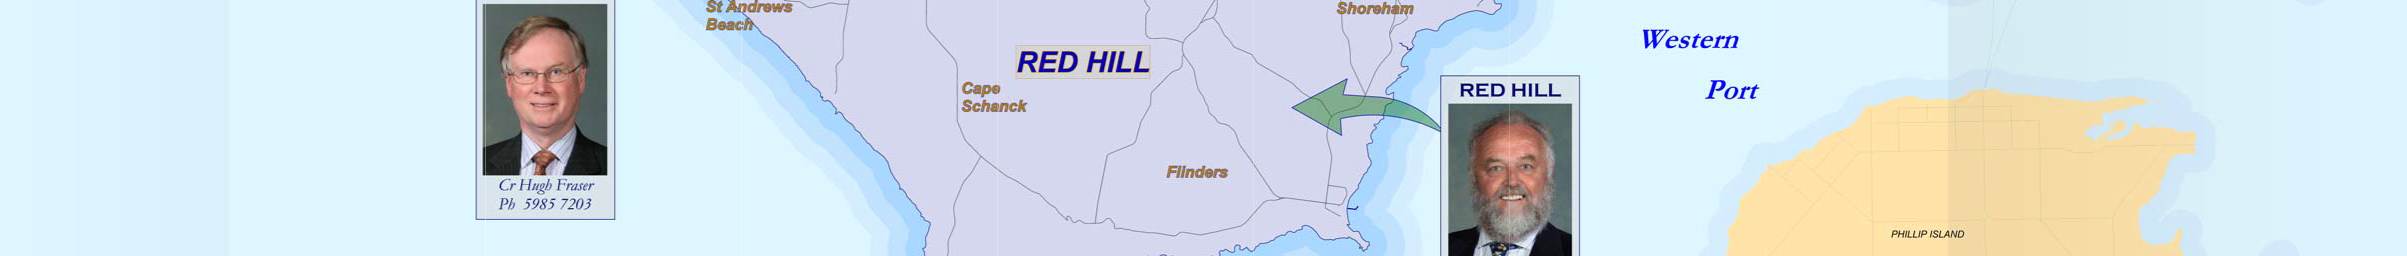 St Andrews
Beach
Shoreham
Western
Port
RED HILL
Cape
Schanck
RED HILL
Flinders
Cr Hugh Fraser
Ph 5985 7203
PHILLIP ISLAND